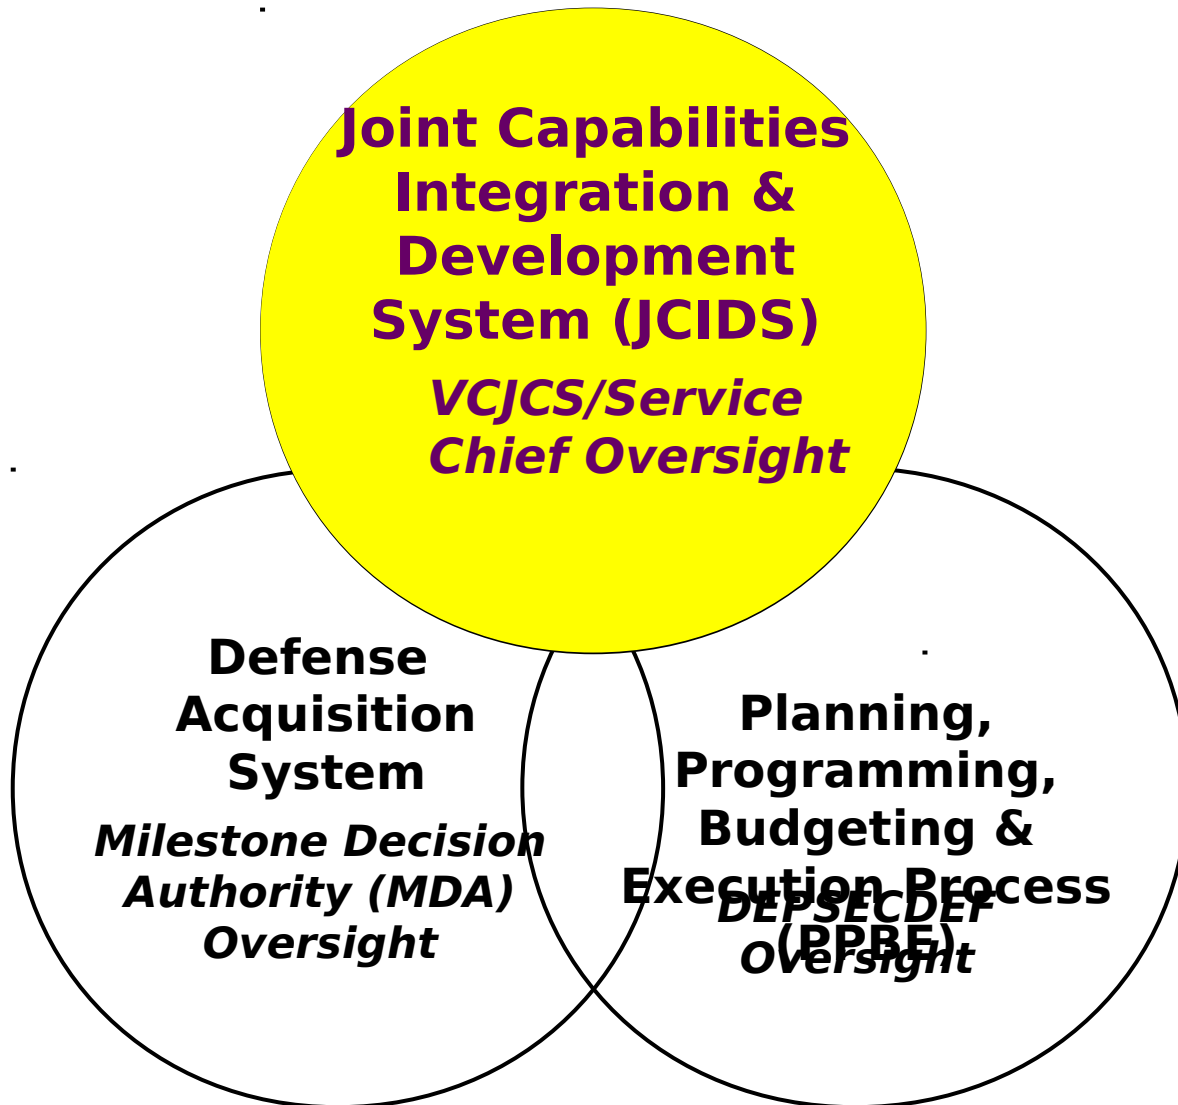 Joint Capabilities
Integration &
Development
System (JCIDS)
VCJCS/Service
Chief Oversight
Defense
Acquisition
System
Milestone Decision
Authority (MDA)
Oversight
Planning,
Programming,
Budgeting &
Execution Process
(PPBE)
DEPSECDEF
Oversight